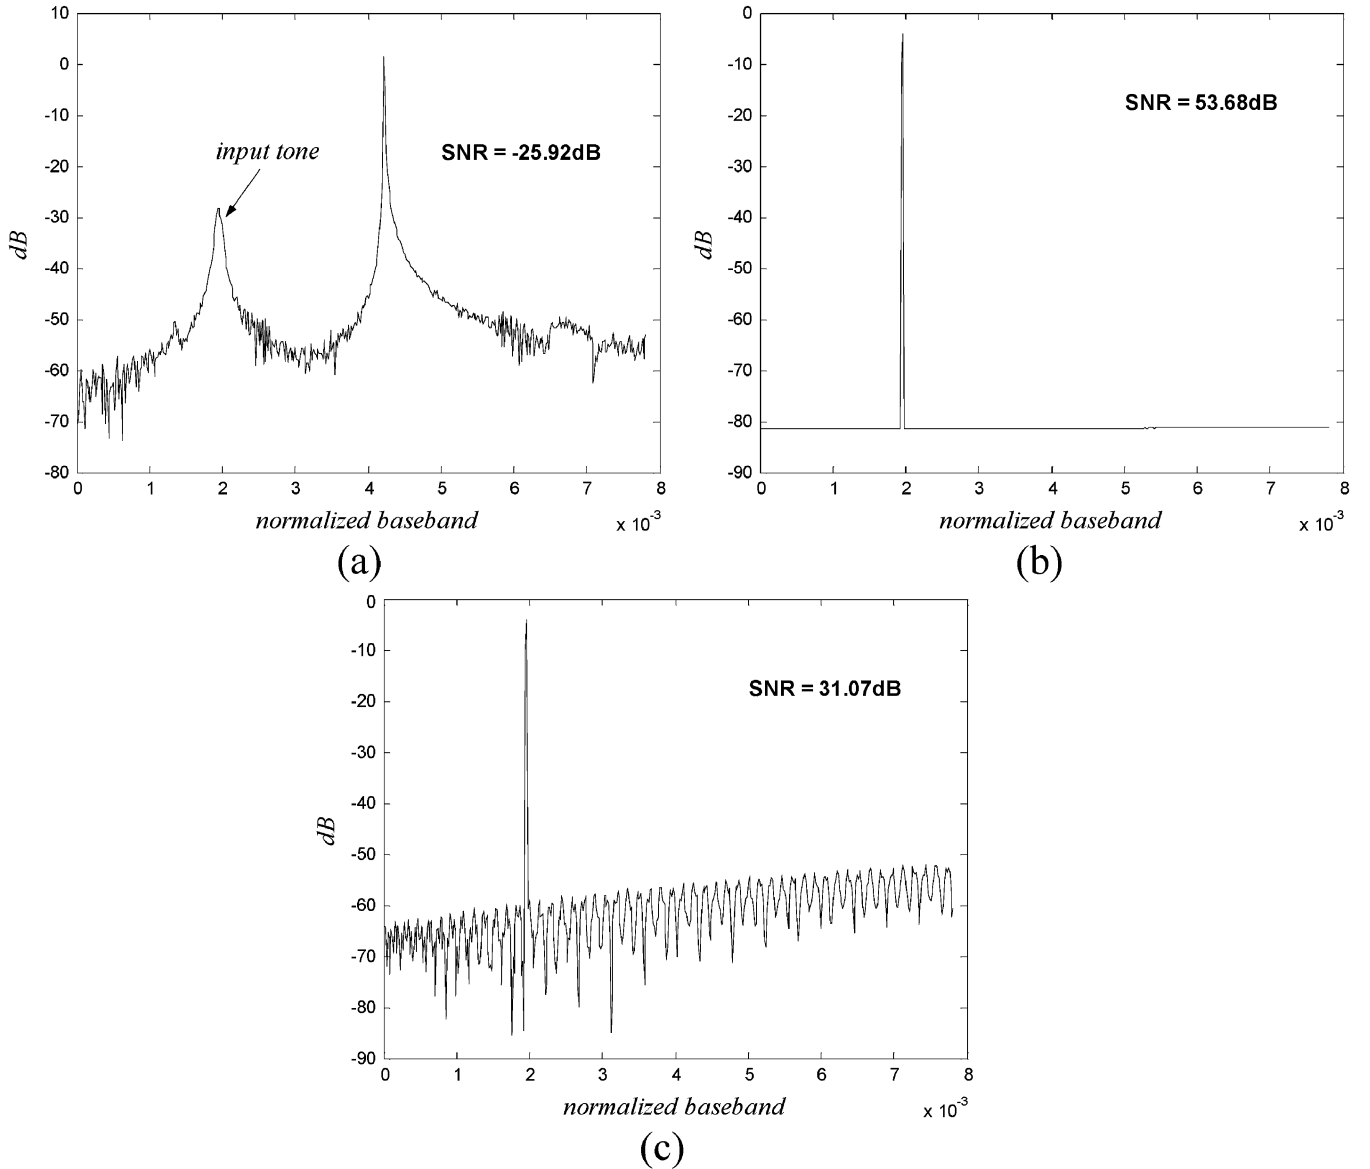 10
0
-10
-20
-30
-40
-50
-60
-70
-80
dB
input tone
SNR = -25.92dB
0 1 2 3 4 5 6 7 8
normalized baseband
x 10-3
(a)
0
-10
-20
-30
-40
-50
-60
-70
-80
-90
dB
SNR = 53.68dB
0 1 2 3 4 5 6 7 8
normalized baseband
x 10-3
(b)
0
-10
-20
-30
-40
-50
-60
-70
-80
-90
dB
SNR = 31.07dB
0 1 2 3 4 5 6 7 8
normalized baseband
x 10-3
(c)